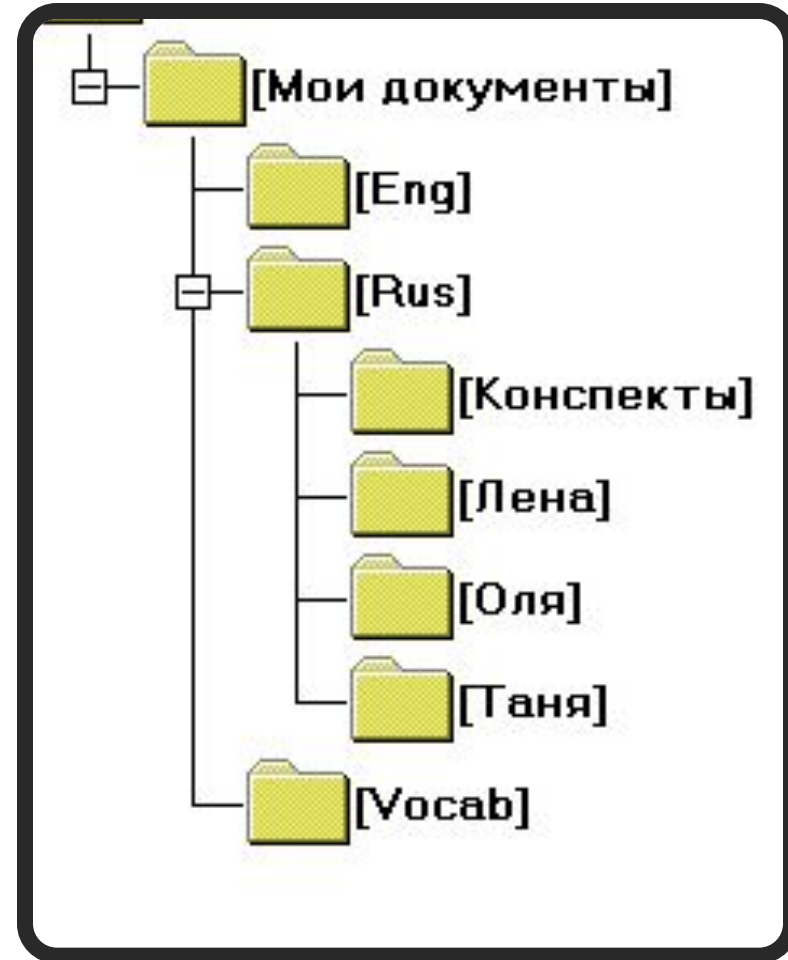 [Мои документы]
[Eng]
[Rus]
[Конспекты]
[Лена]
[Оля]
[Таня]
[Vocab]